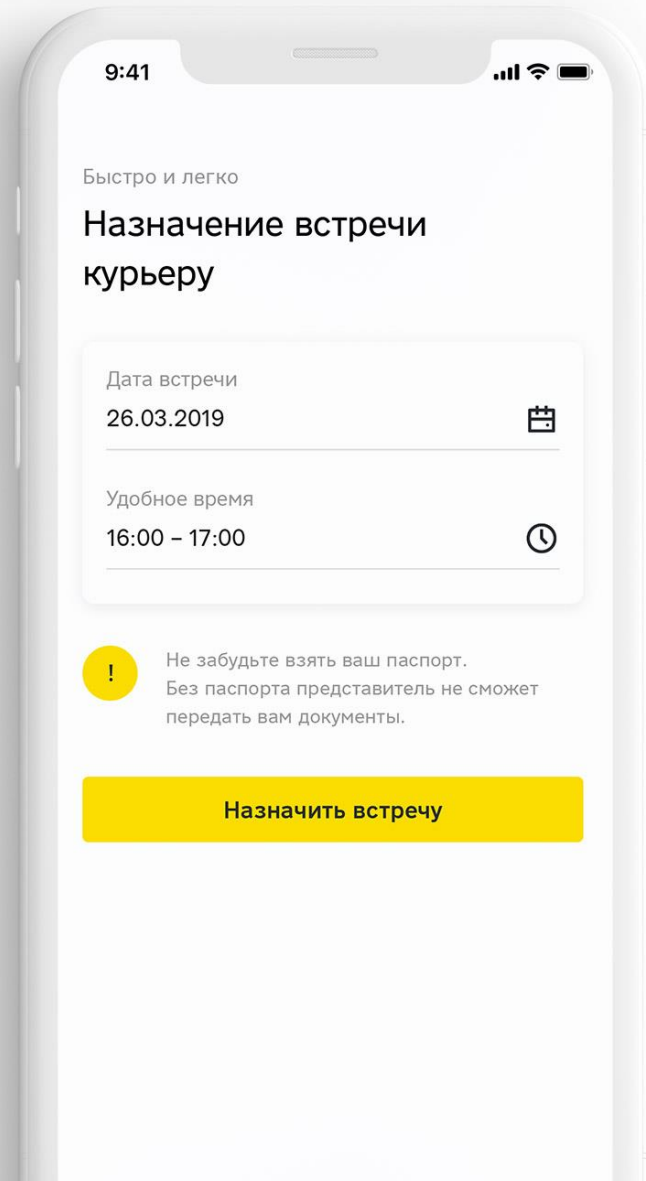 9:41
Быстро и легко
Назначение встречи
курьеру
Дата встречи
26.03.2019
Удобное время
16:00 – 17:00
!
Не забудьте взять ваш паспорт.
Без паспорта представитель не сможет
передать вам документы.
Назначить встречу